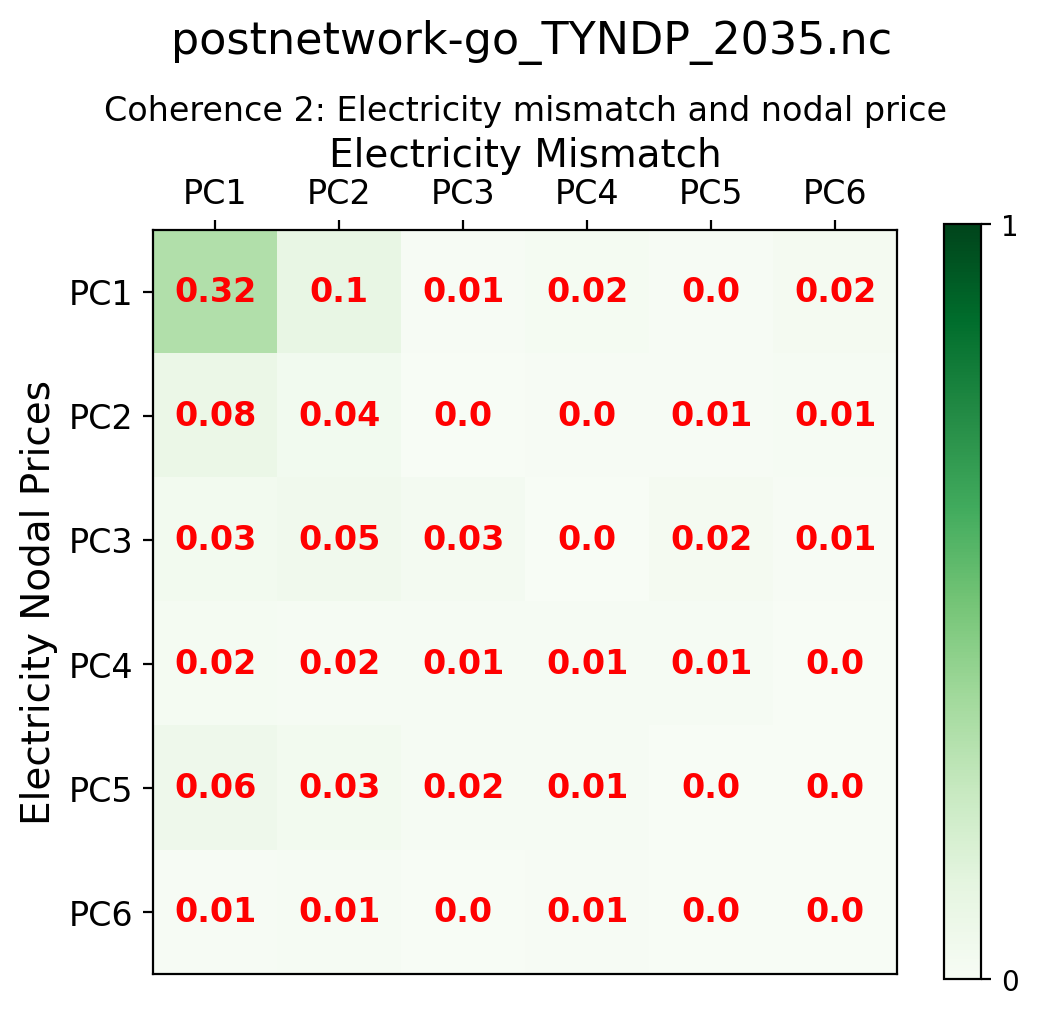 postnetwork-go_TYNDP_2035.nc
Coherence 2: Electricity mismatch and nodal price
Electricity Mismatch
PC1 PC2 PC3 PC4 PC5 PC6
Electricity Nodal Prices
PC1 0.32 0.1 0.01 0.02 0.0 0.02
PC2 0.08 0.04 0.0 0.0 0.01 0.01
PC3 0.03 0.05 0.03 0.0 0.02 0.01
PC4 0.02 0.02 0.01 0.01 0.01 0.0
PC5 0.06 0.03 0.02 0.01 0.0 0.0
PC6 0.01 0.01 0.0 0.01 0.0 0.0
1
0